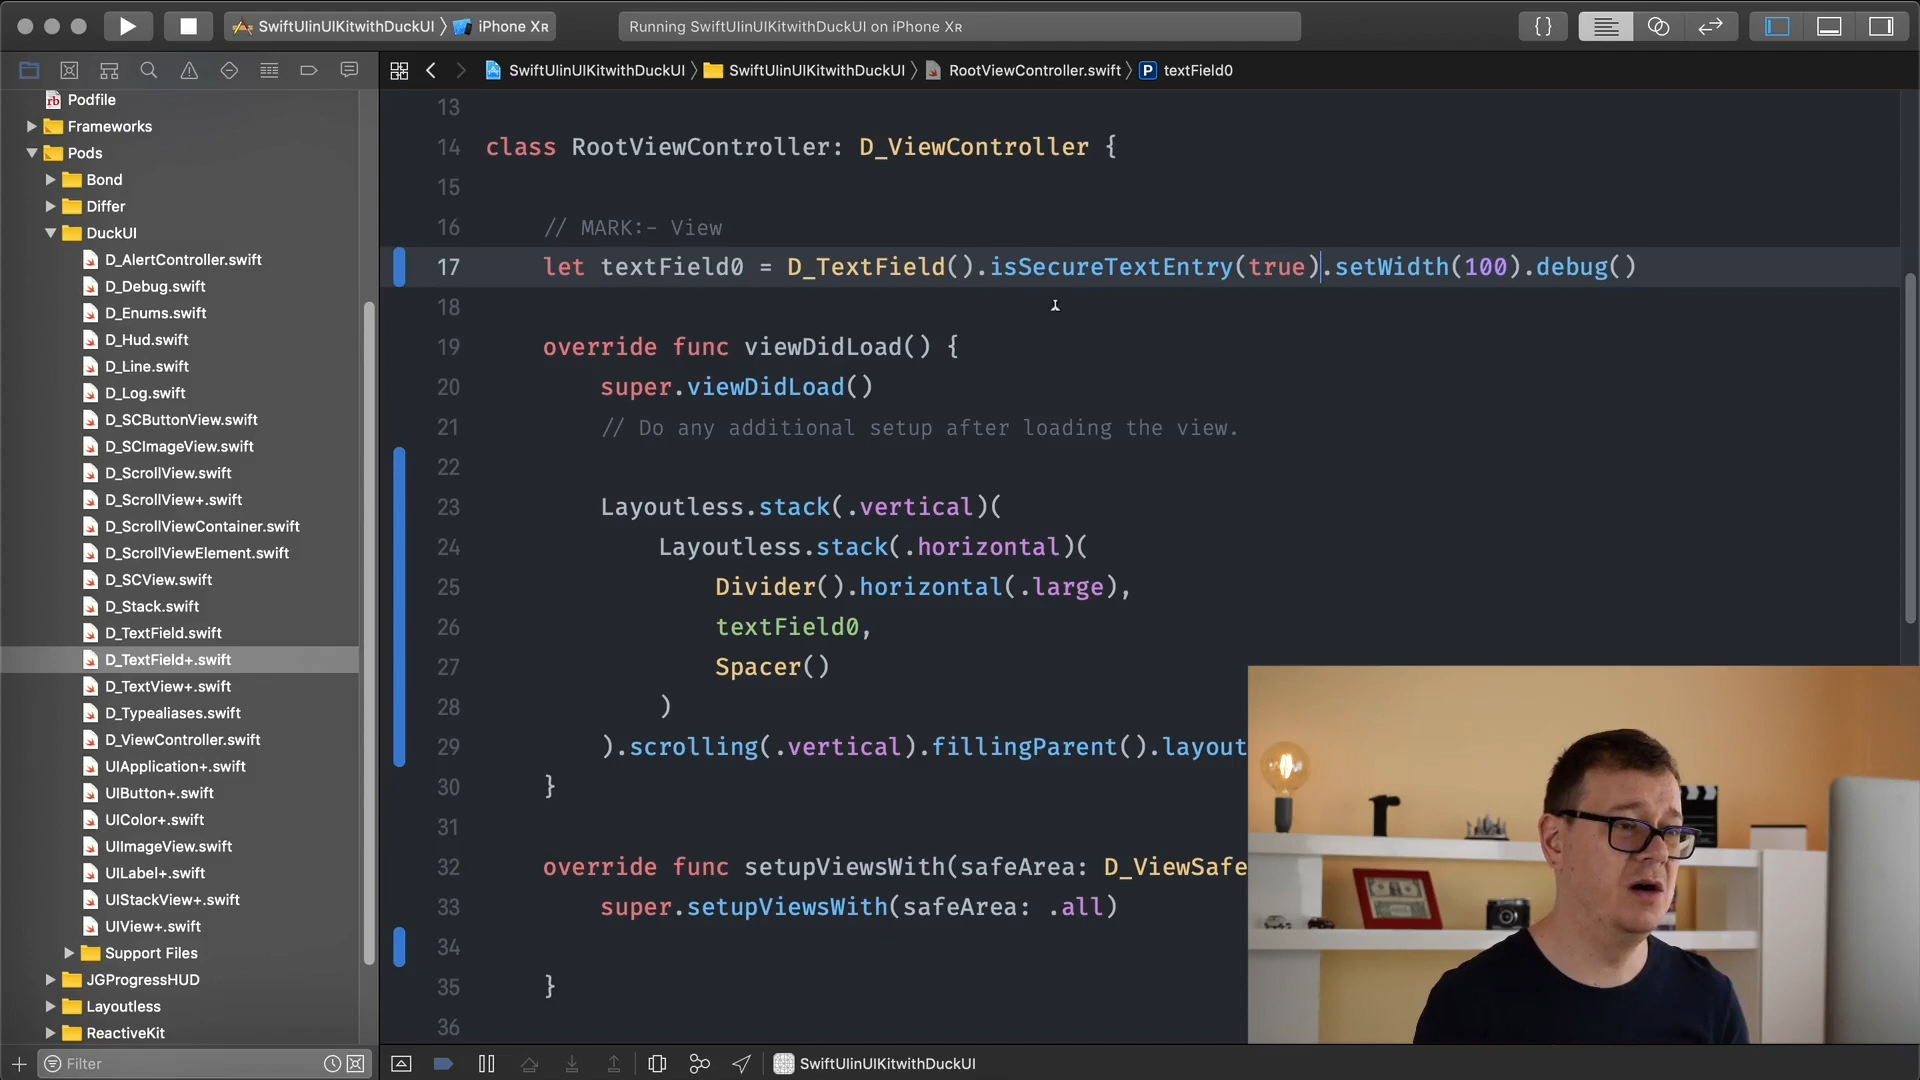 SwiftUIinUIKitwithDuckUI 〉 iPhone Xʀ
Running SwiftUIinUIKitwithDuckUI on iPhone Xʀ
{}
SwiftUIinUIKitwithDuckUI 〉 SwiftUIinUIKitwithDuckUI 〉 RootViewController.swift 〉 P textField0
Podfile
Frameworks
Pods
Bond
Differ
DuckUI
D_AlertController.swift
D_Debug.swift
D_Enums.swift
D_Hud.swift
D_Line.swift
D_Log.swift
D_SCButtonView.swift
D_SCImageView.swift
D_ScrollView.swift
D_ScrollView+.swift
D_ScrollViewContainer.swift
D_ScrollViewElement.swift
D_SCView.swift
D_Stack.swift
D_TextField.swift
D_TextField+.swift
D_TextView+.swift
D_Typealiases.swift
D_ViewController.swift
UIApplication+.swift
UIButton+.swift
UIColor+.swift
UIImageView.swift
UILabel+.swift
UIStackView+.swift
UIView+.swift
Support Files
JGProgressHUD
Layoutless
ReactiveKit
Filter
13
14 class RootViewController: D_ViewController {
15
16 // MARK:- View
17 let textField0 = D_TextField().isSecureTextEntry(true).setWidth(100).debug()
18
19 override func viewDidLoad() {
20 super.viewDidLoad()
21 // Do any additional setup after loading the view.
22
23 Layoutless.stack(.vertical)(
24 Layoutless.stack(.horizontal)(
25 Divider().horizontal(.large),
26 textField0,
27 Spacer()
28 )
29 ).scrolling(.vertical).fillingParent().layout
30 }
31
32 override func setupViewsWith(safeArea: D_ViewSafe
33 super.setupViewsWith(safeArea: .all)
34
35 }
36
SwiftUIinUIKitwithDuckUI